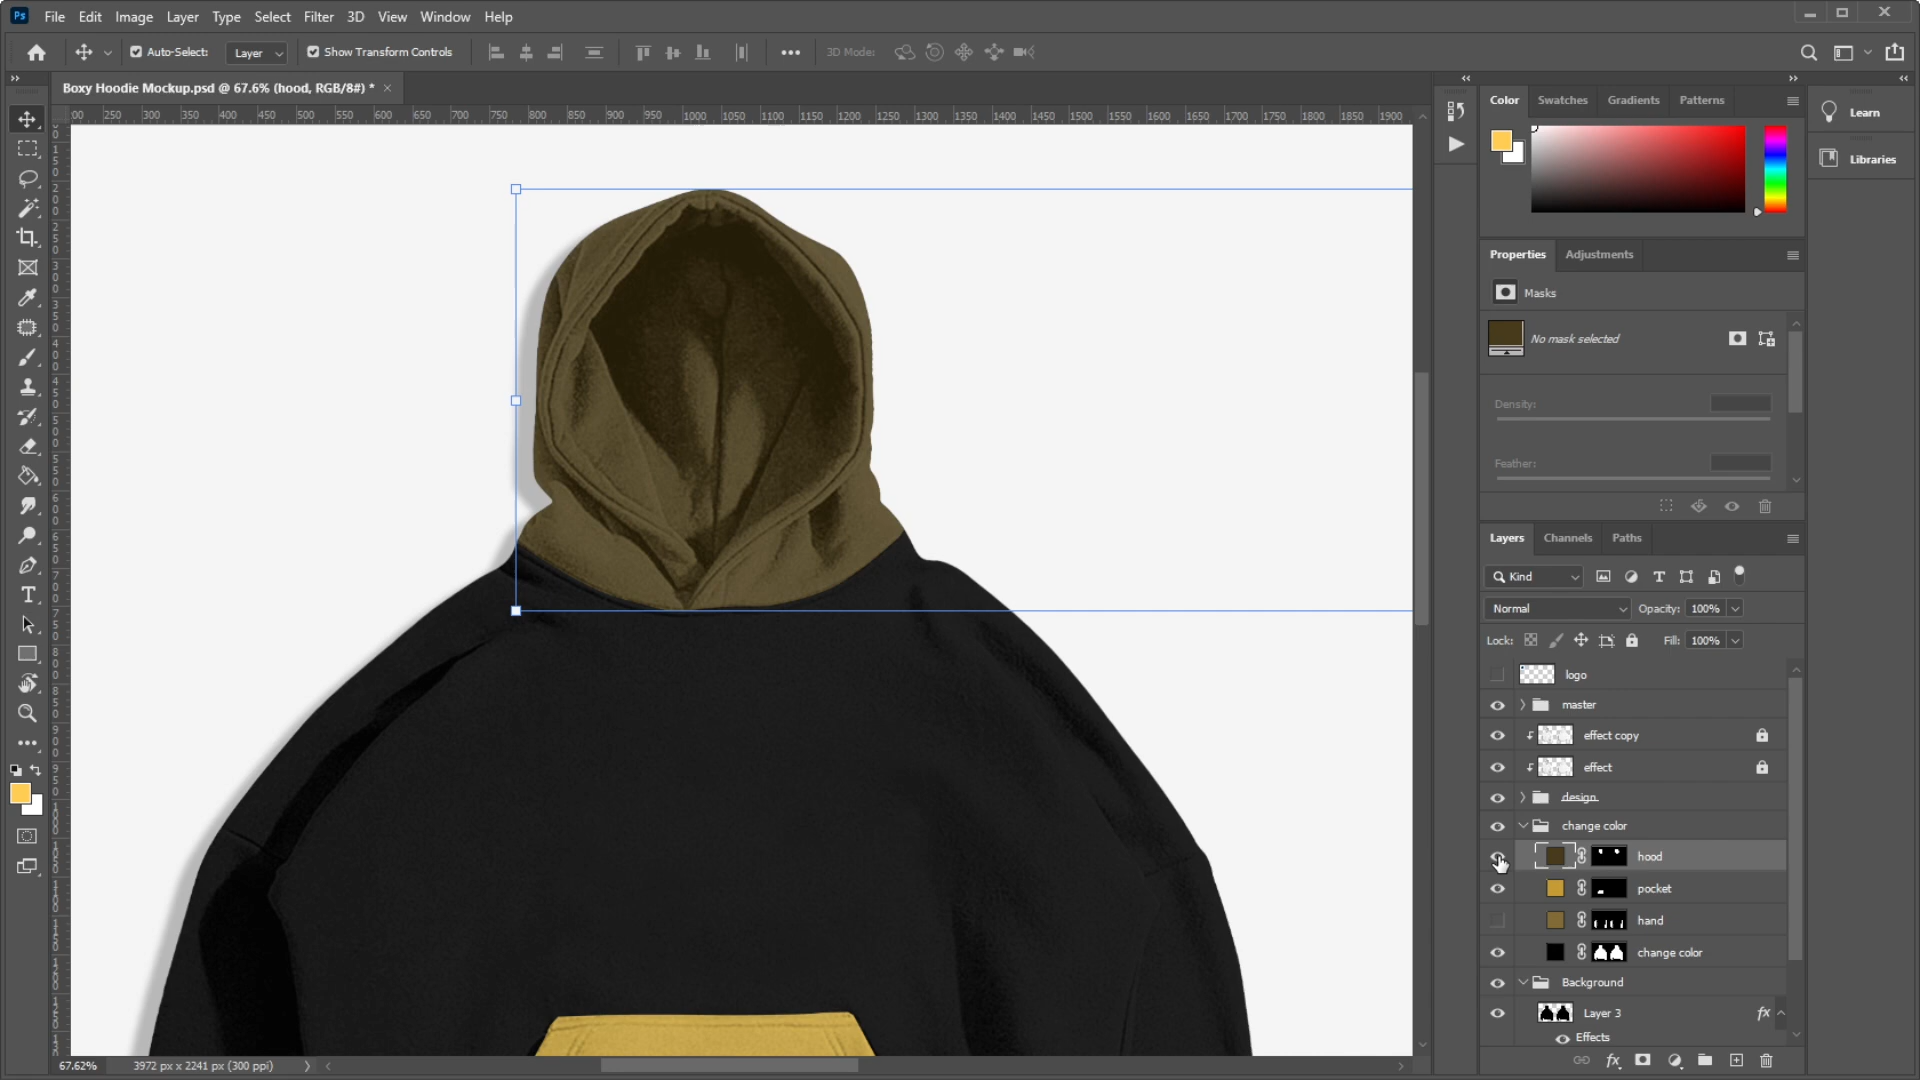 Ps File Edit Image Layer Type Select Filter 3D View Window Help
Auto-Select: Layer Show Transform Controls 3D Mode:
Boxy Hoodie Mockup.psd @ 67.6% (hood, RGB/8#) *
250 300 350 400 450 500 550 600 650 700 750 800 850 900 950 1000 1050 1100 1150 1200 1250 1300 1350 1400 1450 1500 1550 1600 1650 1700 1750 1800 1850 1900
Color Swatches Gradients Patterns
Learn
Libraries
Properties Adjustments
Masks
No mask selected
Density:
Feather:
Layers Channels Paths
Kind
Normal Opacity: 100%
Lock: Fill: 100%
logo
master
effect copy
effect
design
change color
hood
pocket
hand
change color
Background
Layer 3 fx
Effects
67.62% 3972 px x 2241 px (300 ppi)